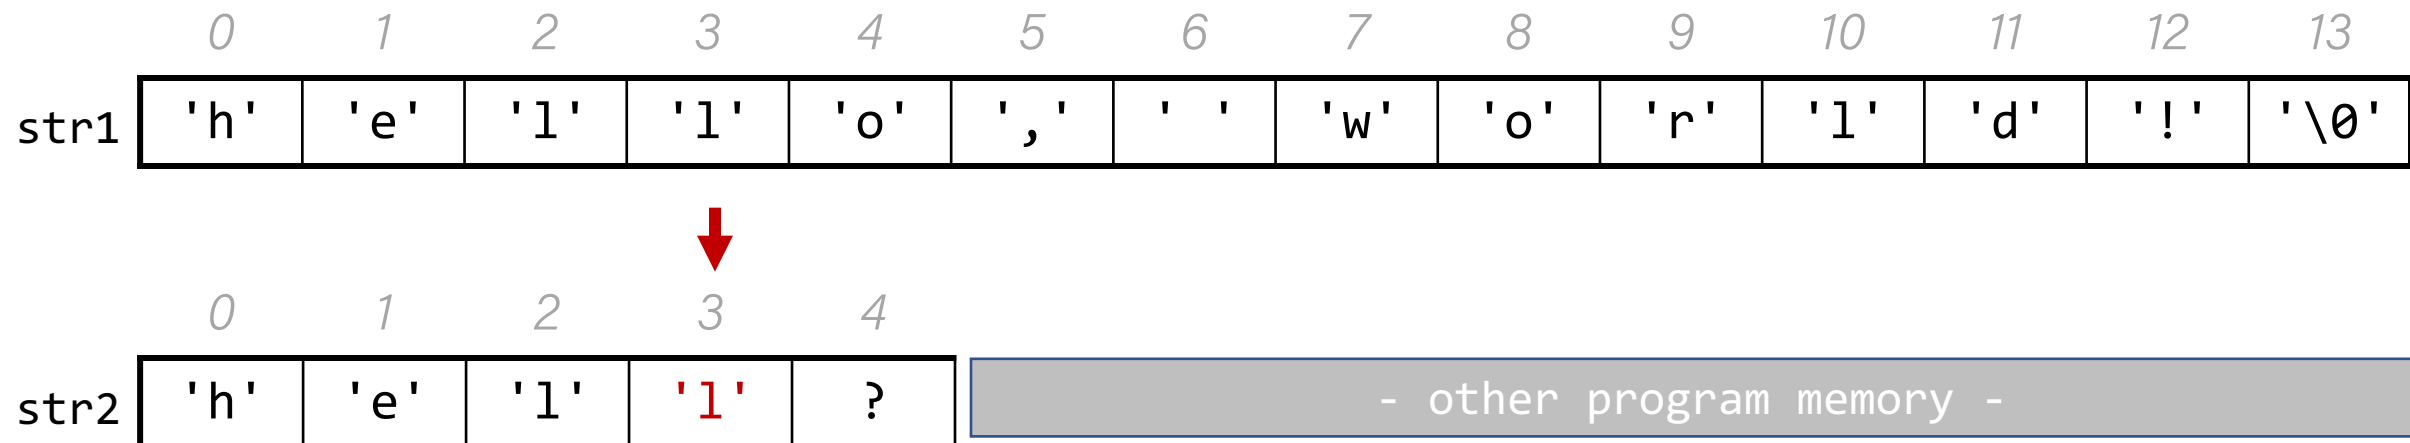 0 1 2 3 4 5 6 7 8 9 10 11 12 13
str1 'h' 'e' 'l' 'l' 'o' ',' ' ' 'w' 'o' 'r' 'l' 'd' '!' '\0'
0 1 2 3 4
str2 'h' 'e' 'l' 'l' ? - other program memory -